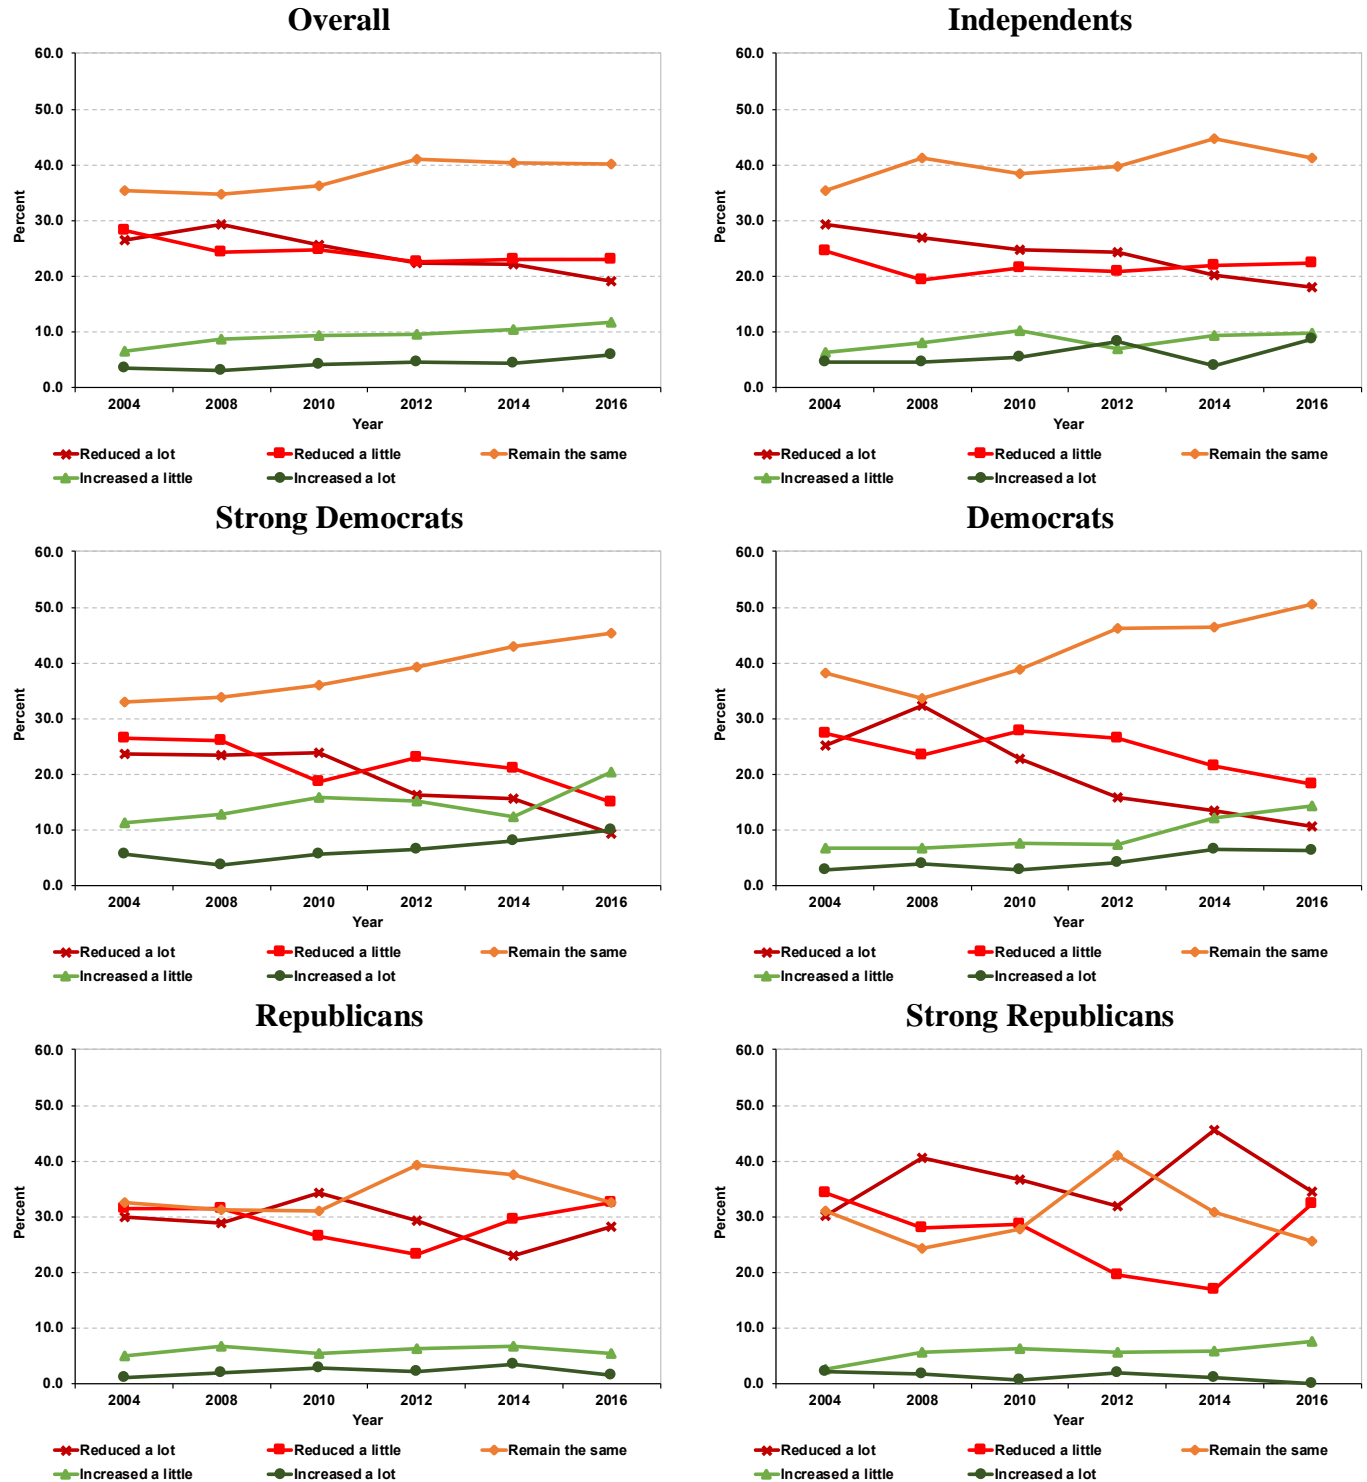 Overall
60.0
50.0
40.0
30.0
20.0
10.0
0.0
Percent
2004 2008 2010 2012 2014 2016
Year
Reduced a lot Reduced a little Remain the same
Increased a little Increased a lot
Independents
60.0
50.0
40.0
30.0
20.0
10.0
0.0
Percent
2004 2008 2010 2012 2014 2016
Year
Reduced a lot Reduced a little Remain the same
Increased a little Increased a lot
Strong Democrats
60.0
50.0
40.0
30.0
20.0
10.0
0.0
Percent
2004 2008 2010 2012 2014 2016
Year
Reduced a lot Reduced a little Remain the same
Increased a little Increased a lot
Democrats
60.0
50.0
40.0
30.0
20.0
10.0
0.0
Percent
2004 2008 2010 2012 2014 2016
Year
Reduced a lot Reduced a little Remain the same
Increased a little Increased a lot
Republicans
60.0
50.0
40.0
30.0
20.0
10.0
0.0
Percent
2004 2008 2010 2012 2014 2016
Year
Reduced a lot Reduced a little Remain the same
Increased a little Increased a lot
Strong Republicans
60.0
50.0
40.0
30.0
20.0
10.0
0.0
Percent
2004 2008 2010 2012 2014 2016
Year
Reduced a lot Reduced a little Remain the same
Increased a little Increased a lot